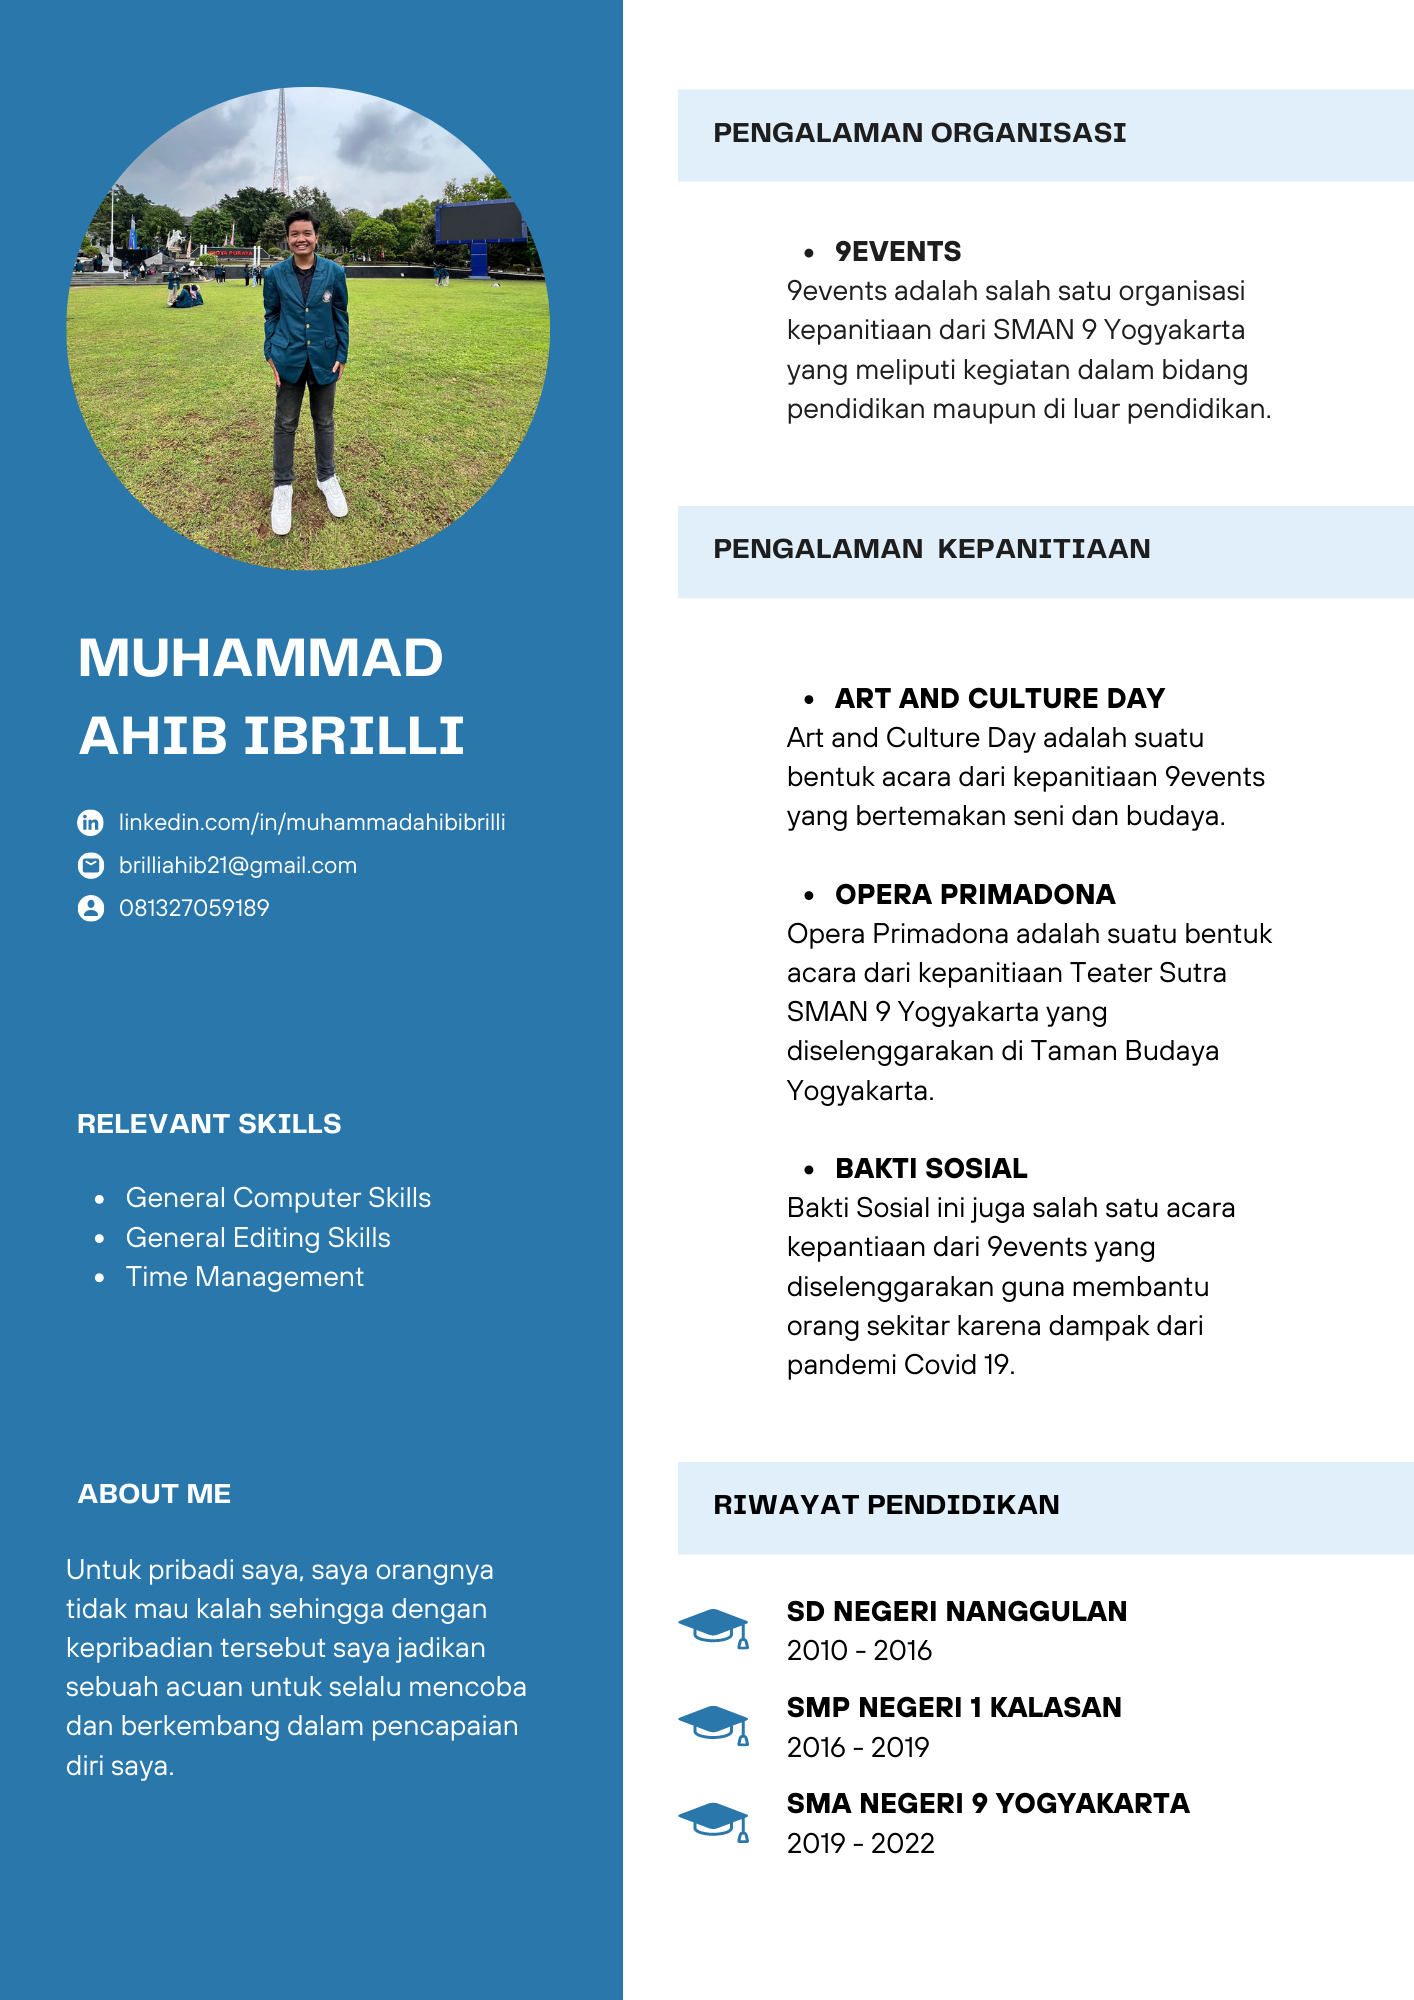 MUHAMMAD
AHIB IBRILLI
linkedin.com/in/muhammadahibibrilli
brilliahib21@gmail.com
081327059189
RELEVANT SKILLS
• General Computer Skills
• General Editing Skills
• Time Management
ABOUT ME
Untuk pribadi saya, saya orangnya
tidak mau kalah sehingga dengan
kepribadian tersebut saya jadikan
sebuah acuan untuk selalu mencoba
dan berkembang dalam pencapaian
diri saya.
PENGALAMAN ORGANISASI
• 9EVENTS
9events adalah salah satu organisasi
kepanitiaan dari SMAN 9 Yogyakarta
yang meliputi kegiatan dalam bidang
pendidikan maupun di luar pendidikan.
PENGALAMAN KEPANITIAAN
• ART AND CULTURE DAY
Art and Culture Day adalah suatu
bentuk acara dari kepanitiaan 9events
yang bertemakan seni dan budaya.
• OPERA PRIMADONA
Opera Primadona adalah suatu bentuk
acara dari kepanitiaan Teater Sutra
SMAN 9 Yogyakarta yang
diselenggarakan di Taman Budaya
Yogyakarta.
• BAKTI SOSIAL
Bakti Sosial ini juga salah satu acara
kepantiaan dari 9events yang
diselenggarakan guna membantu
orang sekitar karena dampak dari
pandemi Covid 19.
RIWAYAT PENDIDIKAN
SD NEGERI NANGGULAN
2010 - 2016
SMP NEGERI 1 KALASAN
2016 - 2019
SMA NEGERI 9 YOGYAKARTA
2019 - 2022